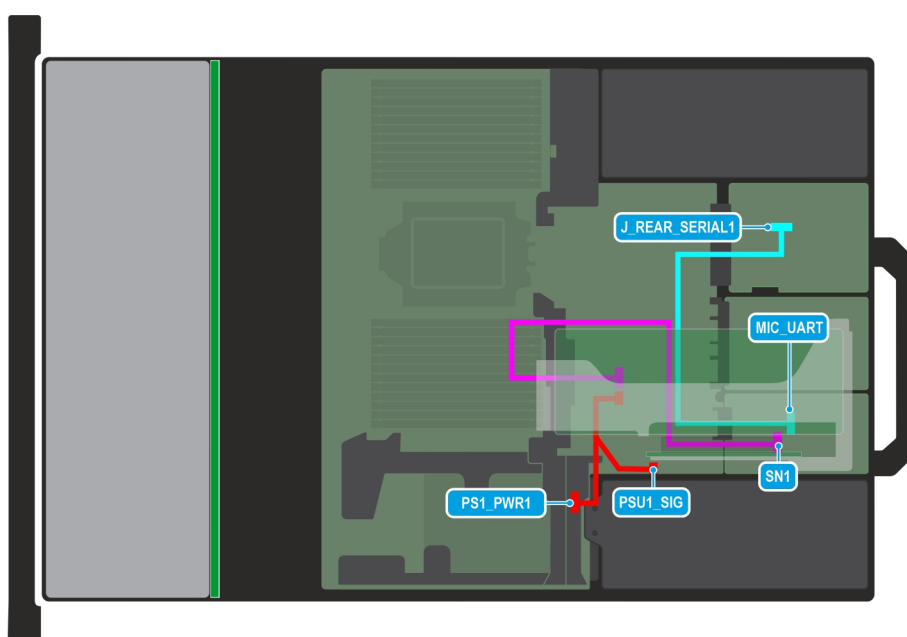 J_REAR_SERIAL1
MIC_UART
SN1
PS1_PWR1
PSU1_SIG